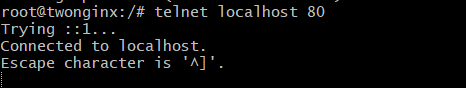 root@twonginx:/# telnet localhost 80
Trying ::1...
Connected to localhost.
Escape character is '^]'.